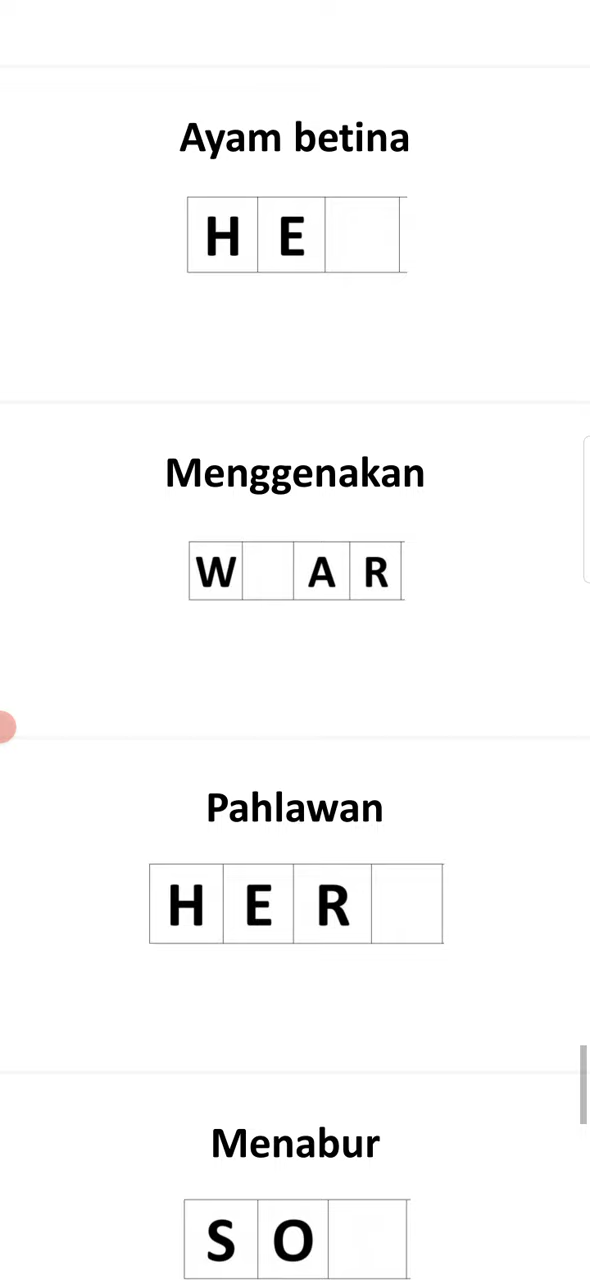 Ayam betina
H E
Menggenakan
W A R
Pahlawan
H E R
Menabur
S O